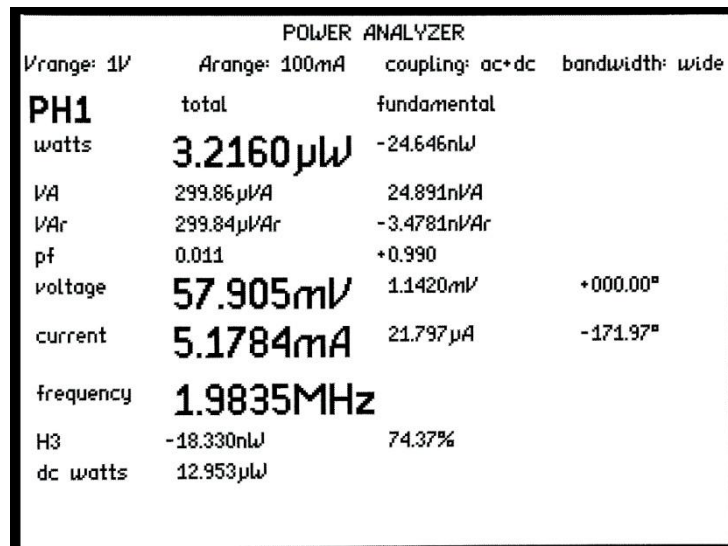 POWER ANALYZER
Vrange: 1V Arange: 100mA coupling: ac+dc bandwidth: wide
PH1 total fundamental
watts 3.2160µW -24.646nW
VA 299.86µVA 24.891nVA
VAr 299.84µVAr -3.4781nVAr
pf 0.011 +0.990
voltage 57.905mV 1.1420mV +000.00°
current 5.1784mA 21.797µA -171.97°
frequency 1.9835MHz
H3 -18.330nW 74.37%
dc watts 12.953µW